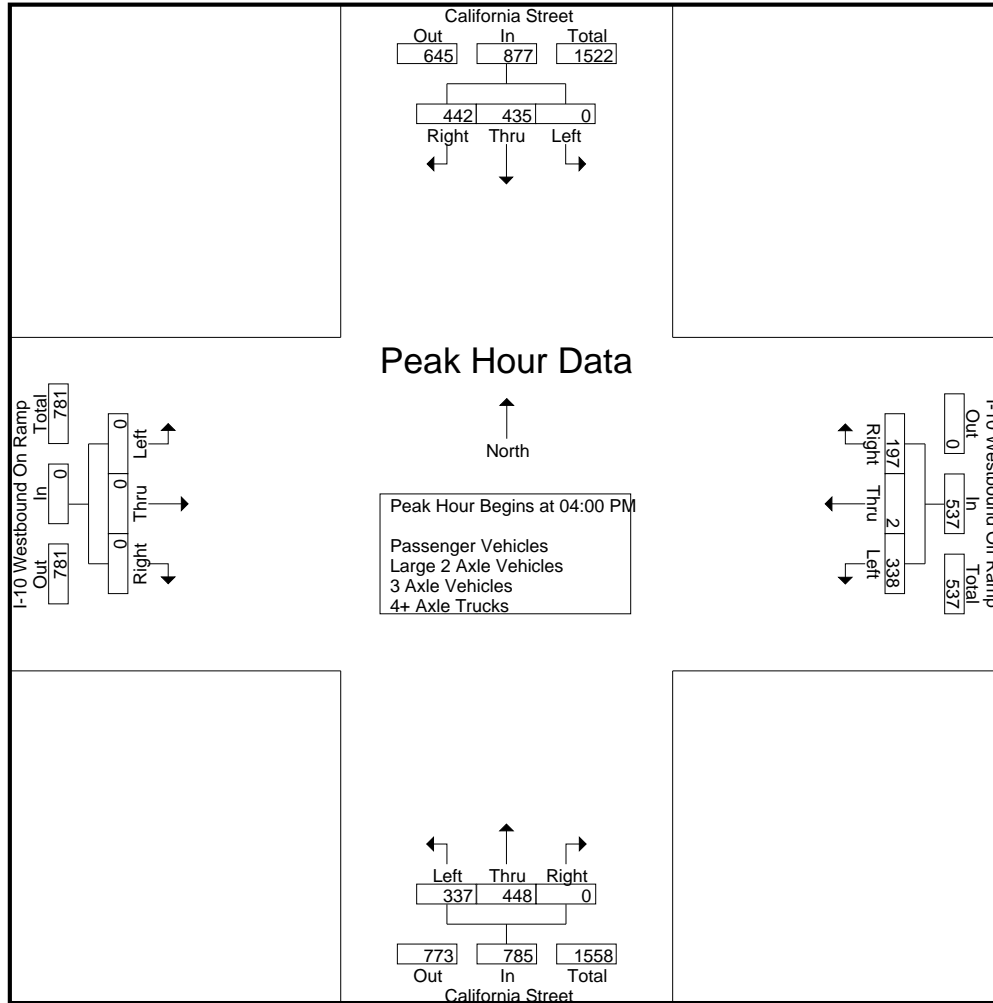 California Street
Out In Total
645 877 1522
442 435 0
Right Thru Left
Peak Hour Data
North
Peak Hour Begins at 04:00 PM
Passenger Vehicles
Large 2 Axle Vehicles
3 Axle Vehicles
4+ Axle Trucks
I-10 Westbound On Ramp
Total In Out
781 0 781
0 0 0
Left Thru Right
Right Thru Left
197 2 338
Out In Total
0 537 537
I-10 Westbound Off Ramp
Left Thru Right
337 448 0
773 785 1558
Out In Total
California Street